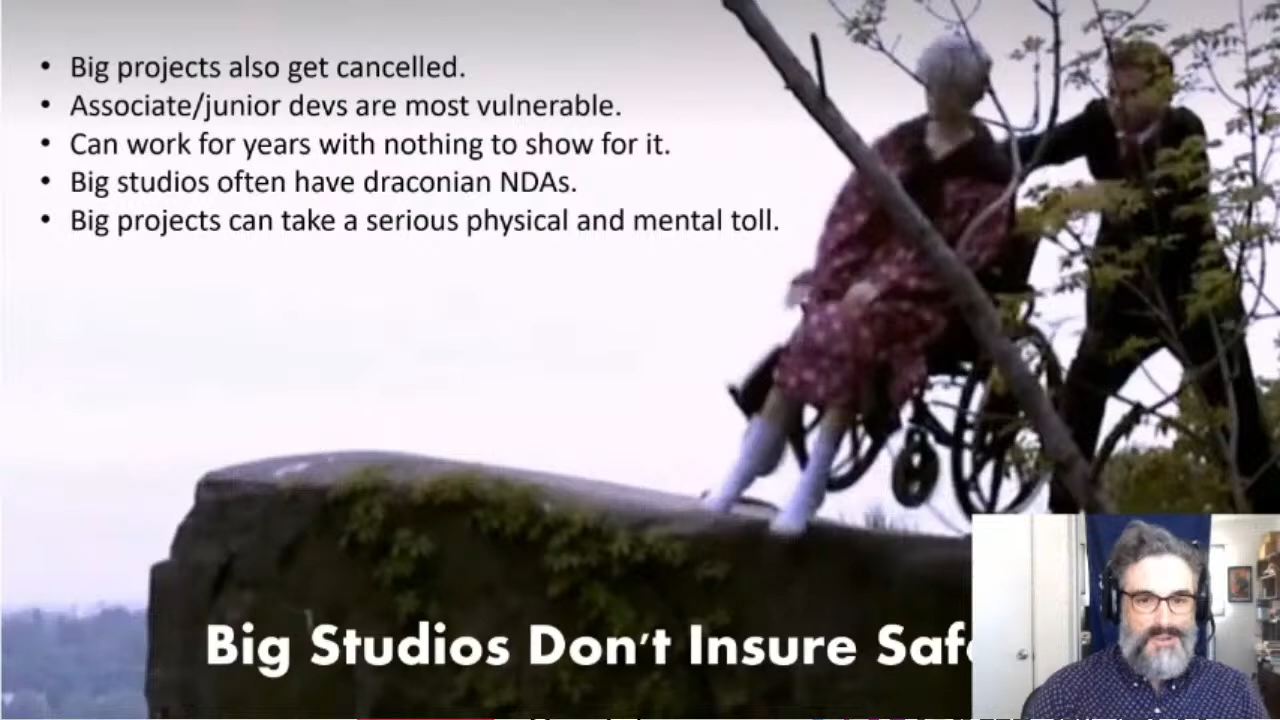 • Big projects also get cancelled.
• Associate/junior devs are most vulnerable.
• Can work for years with nothing to show for it.
• Big studios often have draconian NDAs.
• Big projects can take a serious physical and mental toll.
Big Studios Don't Insure